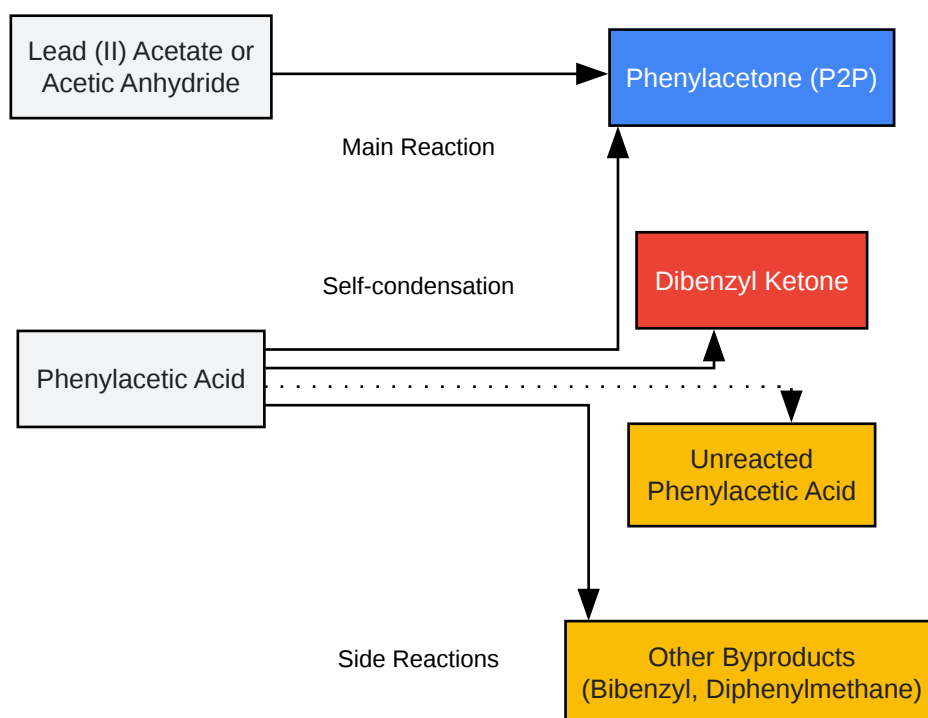 Lead (II) Acetate or
Acetic Anhydride
Phenylacetone (P2P)
Main Reaction
Dibenzyl Ketone
Self-condensation
Phenylacetic Acid
Unreacted
Phenylacetic Acid
Side Reactions
Other Byproducts
(Bibenzyl, Diphenylmethane)